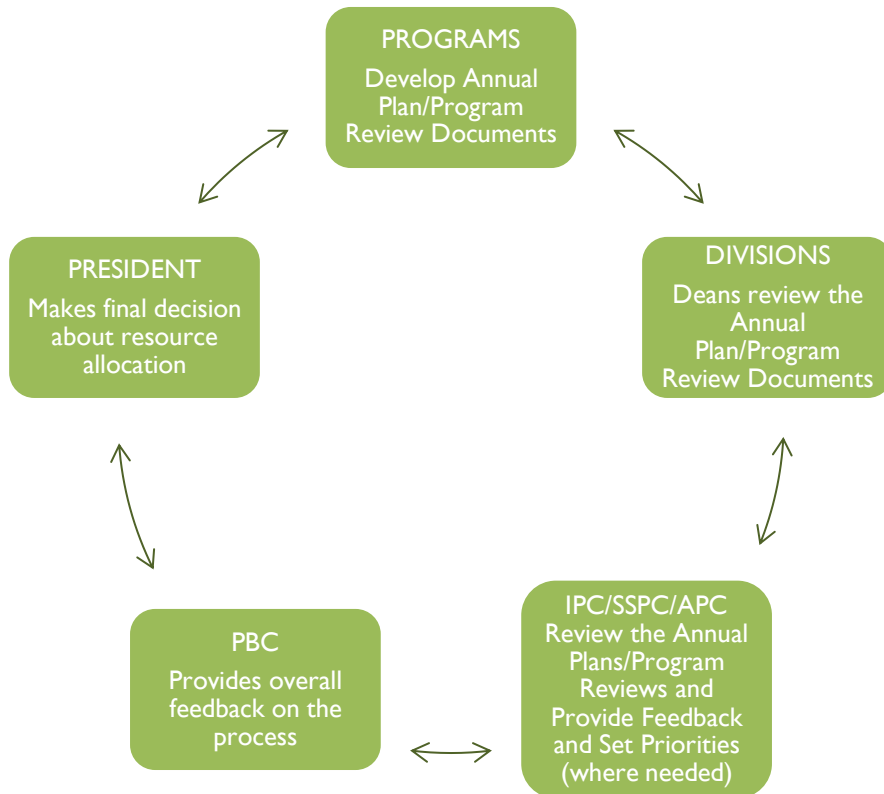 PROGRAMS
Develop Annual
Plan/Program
Review Documents
DIVISIONS
Deans review the
Annual
Plan/Program
Review Documents
IPC/SSPC/APC
Review the Annual
Plans/Program
Reviews and
Provide Feedback
and Set Priorities
(where needed)
PBC
Provides overall
feedback on the
process
PRESIDENT
Makes final decision
about resource
allocation